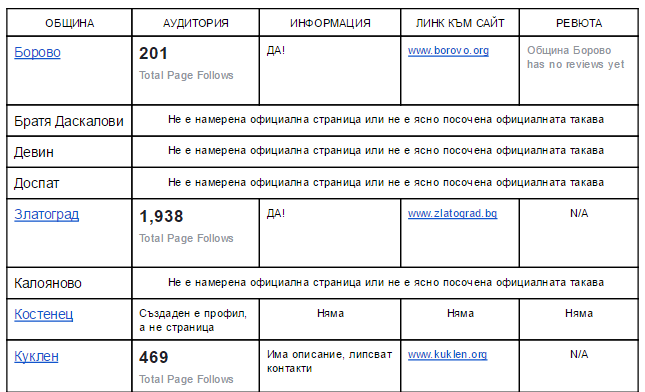 ОБЩИНА АУДИТОРИЯ ИНФОРМАЦИЯ ЛИНК КЪМ САЙТ РЕВЮТА
Борово 201 ДА! www.borovo.org Община Борово
Total Page Follows has no reviews yet
Братя Даскалови Не е намерена официална страница или не е ясно посочена официалната такава
Девин Не е намерена официална страница или не е ясно посочена официалната такава
Доспат Не е намерена официална страница или не е ясно посочена официалната такава
Златоград 1,938 ДА! www.zlatograd.bg N/A
Total Page Follows
Калояново Не е намерена официална страница или не е ясно посочена официалната такава
Костенец Създаден е профил, Няма Няма Няма
а не страница
Куклен 469 Има описание, липсват www.kuklen.org N/A
контакти
Total Page Follows